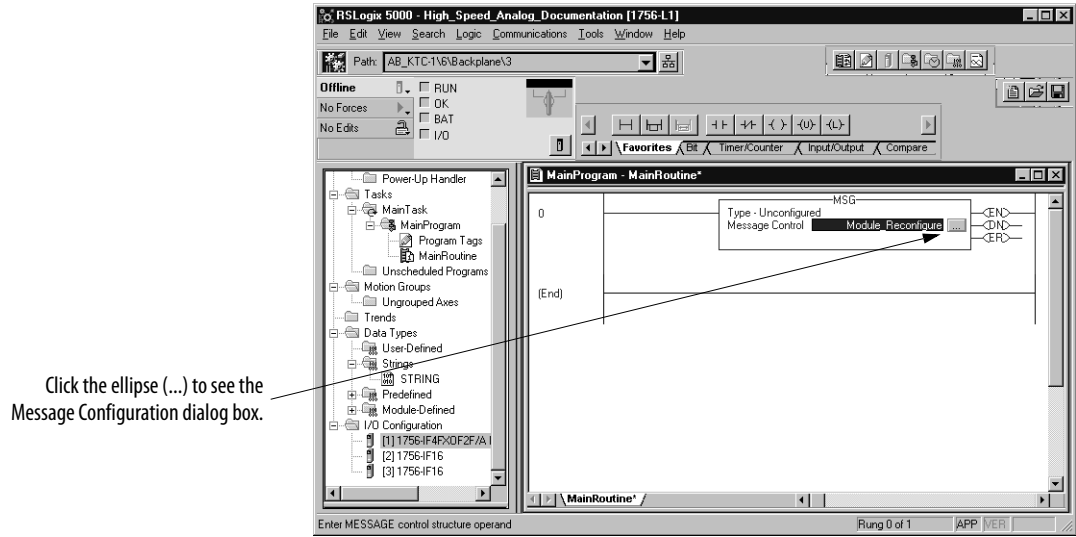 RSLogix 5000 - High_Speed_Analog_Documentation [1756-L1]
File Edit View Search Logic Communications Tools Window Help
Path: AB_KTC-1\6\Backplane\3
Offline
RUN
No Forces
OK
BAT
No Edits
I/O
Favorites Bit Timer/Counter Input/Output Compare
Power-Up Handler
Tasks
MainTask
MainProgram
Program Tags
MainRoutine
Unscheduled Programs
Motion Groups
Ungrouped Axes
Trends
Data Types
User-Defined
Strings
STRING
Predefined
Module-Defined
I/O Configuration
[1] 1756-IF4FXOF2F/A
[2] 1756-IF16
[3] 1756-IF16
MainProgram - MainRoutine*
0
MSG
Type - Unconfigured
Message Control Module_Reconfigure ...
EN
DN
ER
(End)
MainRoutine*
Click the ellipse (...) to see the
Message Configuration dialog box.
Enter MESSAGE control structure operand
Rung 0 of 1
APP VER